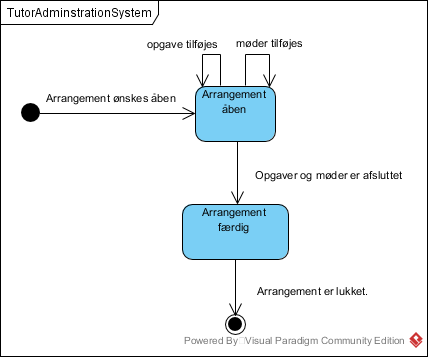 TutorAdminstrationSystem
opgave tilføjes
møder tilføjes
Arrangement ønskes åben
Arrangement
åben
Opgaver og møder er afsluttet
Arrangement
færdig
Arrangement er lukket.
Powered By Visual Paradigm Community Edition